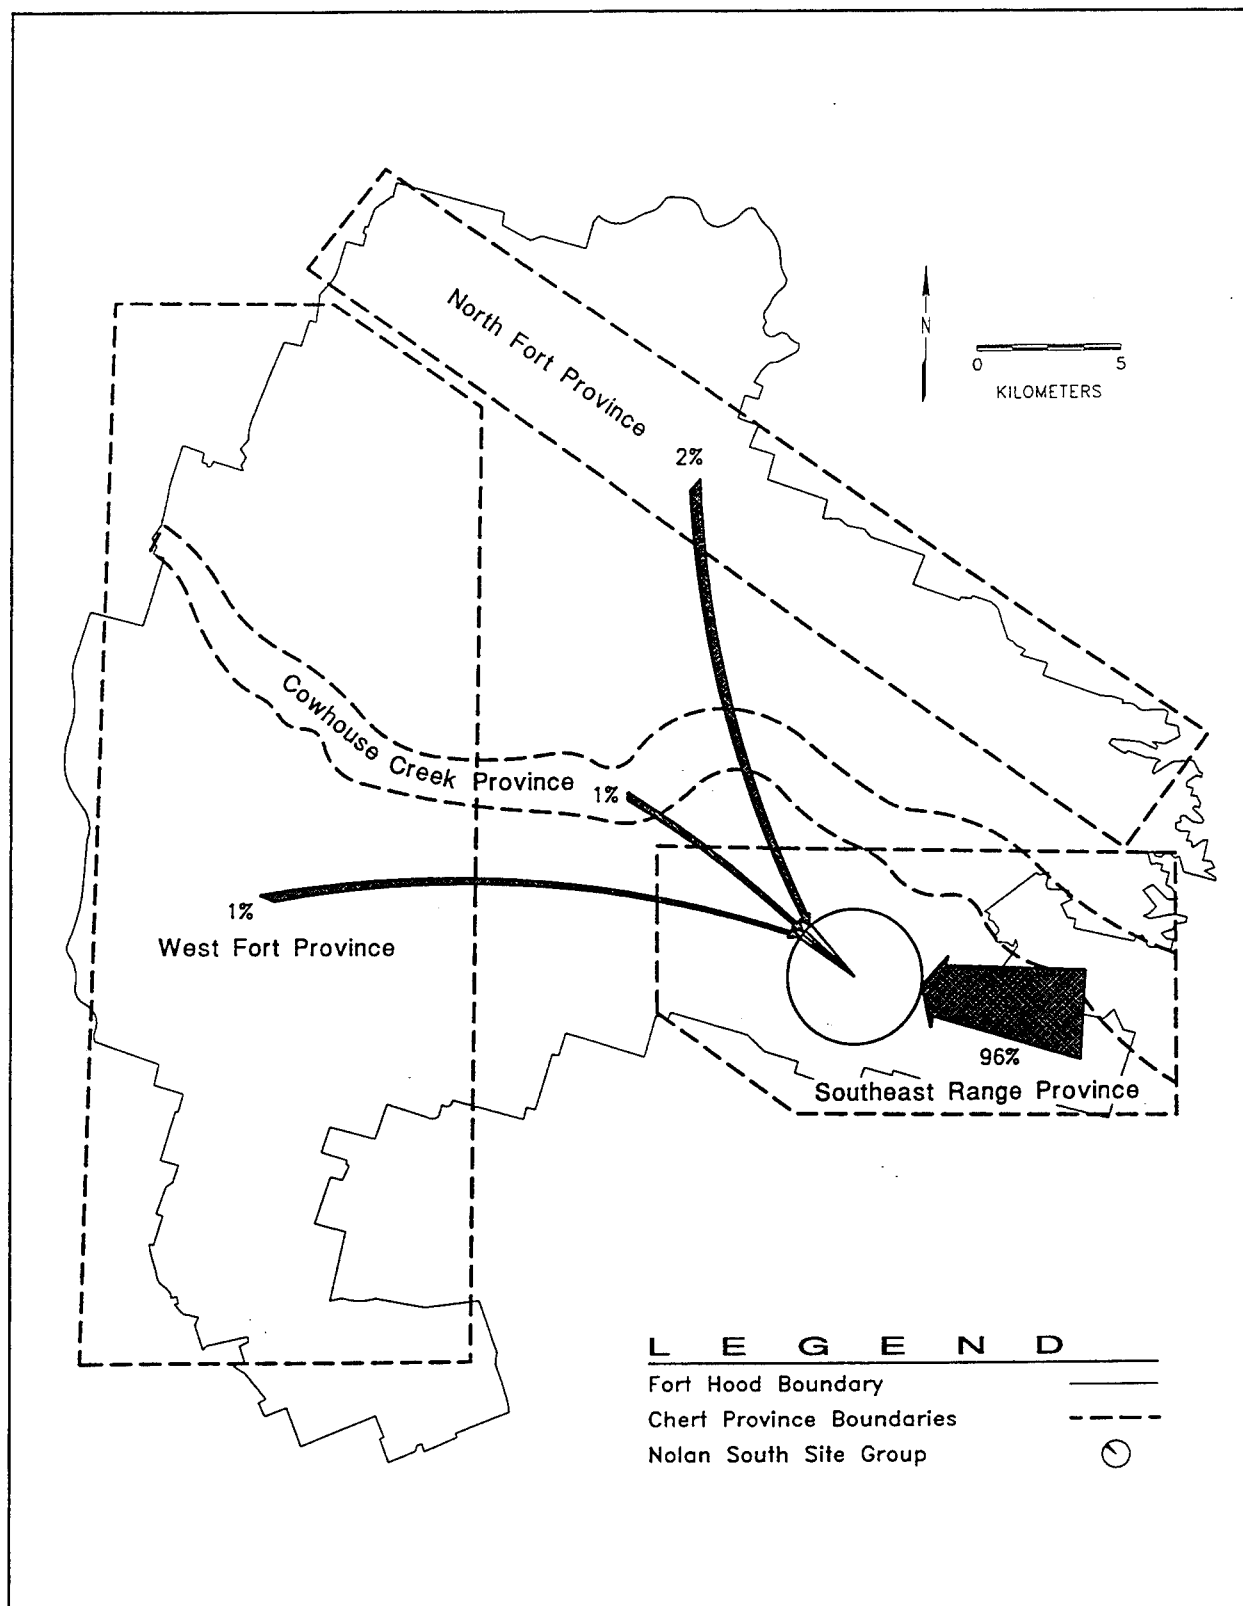 North Fort Province
N
0 5
KILOMETERS
2%
Cowhouse Creek Province
1%
1%
West Fort Province
96%
Southeast Range Province
LEGEND
Fort Hood Boundary
Chert Province Boundaries
Nolan South Site Group